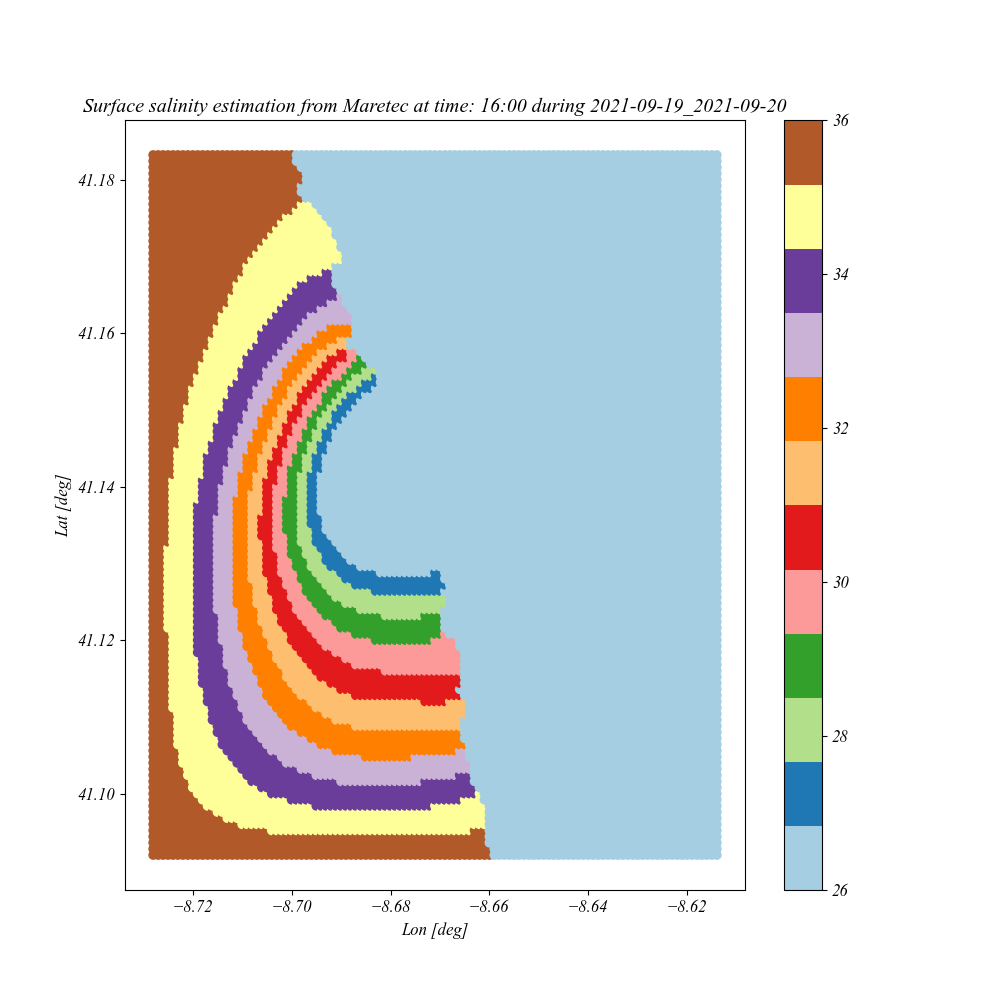 Surface salinity estimation from Maretec at time: 16:00 during 2021-09-19_2021-09-20
36
34
32
30
28
26
41.18
41.16
41.14
41.12
41.10
Lat [deg]
−8.72 −8.70 −8.68 −8.66 −8.64 −8.62
Lon [deg]